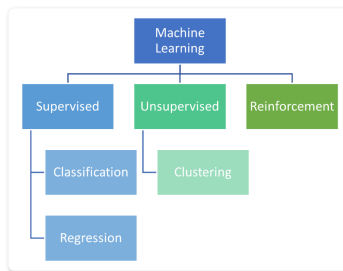 Machine
Learning
Supervised
Unsupervised
Reinforcement
Classification
Clustering
Regression